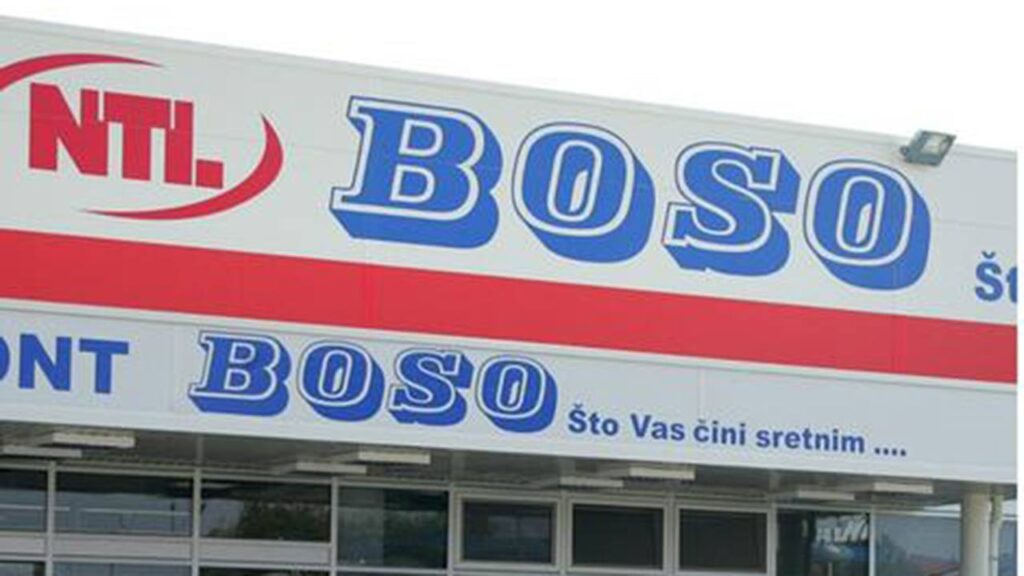 NTL BOSO Št
ONT BOSO Što Vas čini sretnim ....